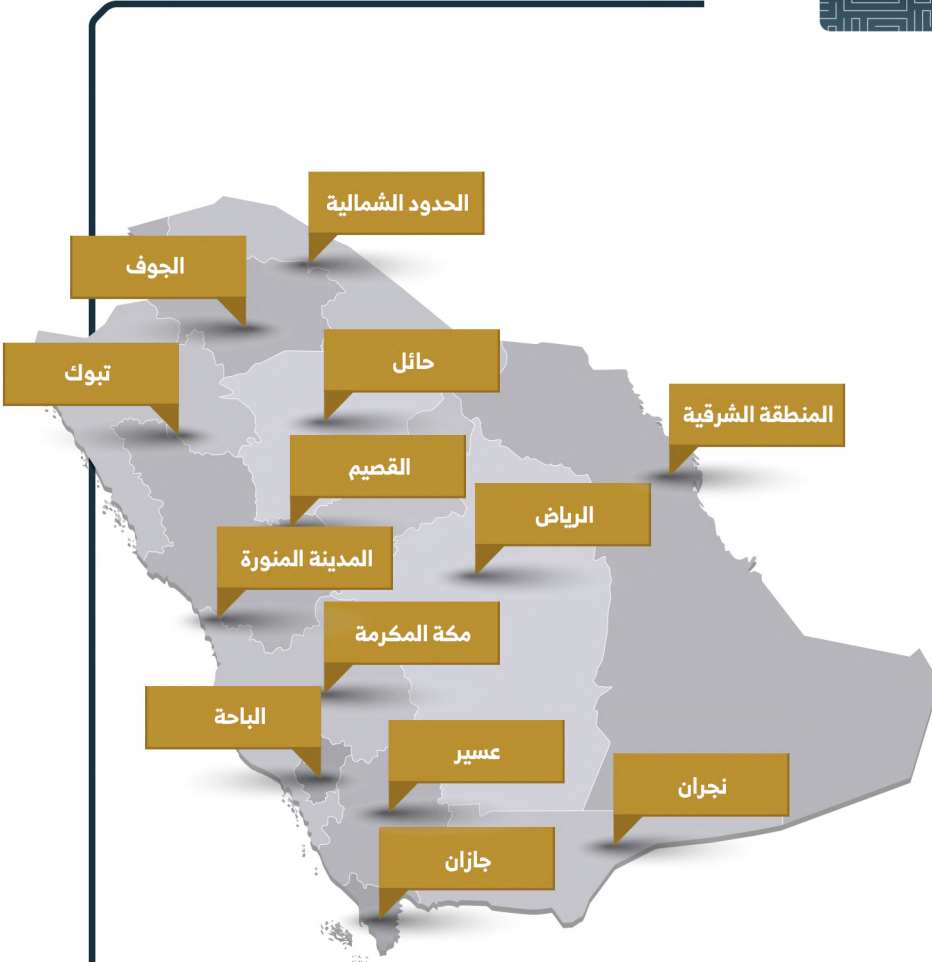 الحدود الشمالية
الجوف
حائل
تبوك
المنطقة الشرقية
القصيم
الرياض
المدينة المنورة
مكة المكرمة
الباحة
عسير
نجران
جازان